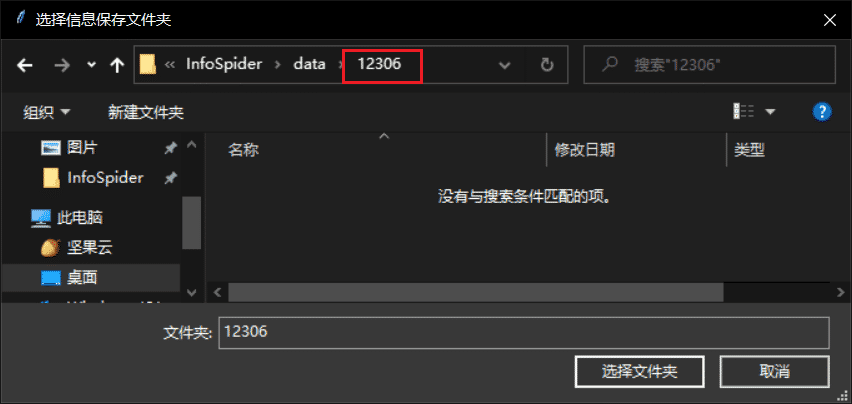 选择信息保存文件夹
« InfoSpider › data › 12306
搜索"12306"
组织 新建文件夹
图片
InfoSpider
此电脑
坚果云
桌面
名称 修改日期 类型
没有与搜索条件匹配的项。
文件夹: 12306
选择文件夹 取消